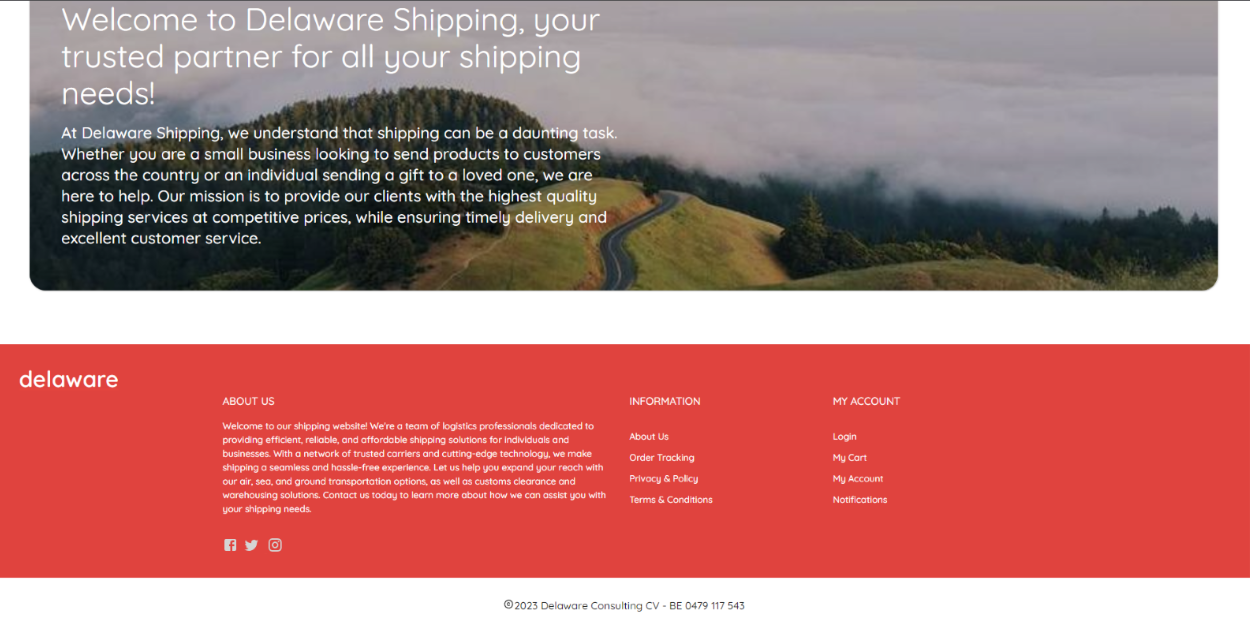 Welcome to Delaware Shipping, your
trusted partner for all your shipping
needs!
At Delaware Shipping, we understand that shipping can be a daunting task.
Whether you are a small business looking to send products to customers
across the country or an individual sending a gift to a loved one, we are
here to help. Our mission is to provide our clients with the highest quality
shipping services at competitive prices, while ensuring timely delivery and
excellent customer service.
delaware
ABOUT US
Welcome to our shipping website! We're a team of logistics professionals dedicated to
providing efficient, reliable, and affordable shipping solutions for individuals and
businesses. With a network of trusted carriers and cutting-edge technology, we make
shipping a seamless and hassle-free experience. Let us help you expand your reach with
our air, sea, and ground transportation options, as well as customs clearance and
warehousing solutions. Contact us today to learn more about how we can assist you with
your shipping needs.
INFORMATION
About Us
Order Tracking
Privacy & Policy
Terms & Conditions
MY ACCOUNT
Login
My Cart
My Account
Notifications
©2023 Delaware Consulting CV - BE 0479 117 543